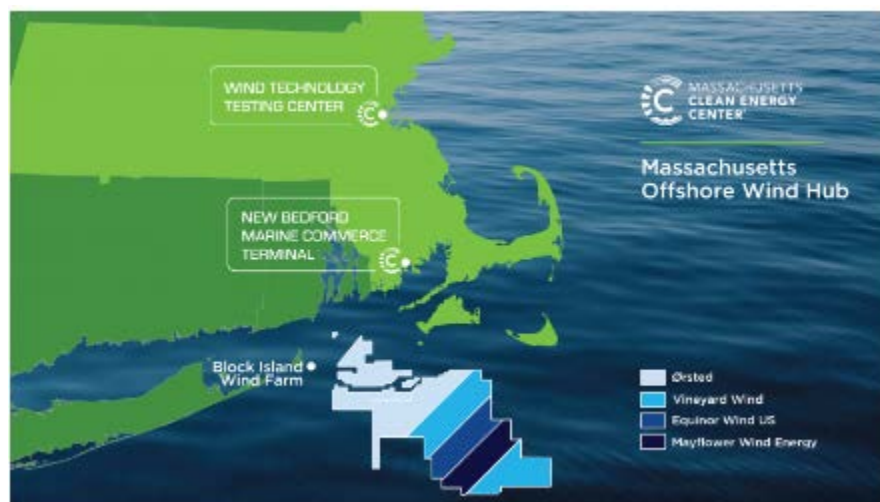 WIND TECHNOLOGY
TESTING CENTER
MASSACHUSETTS
CLEAN ENERGY
CENTER
Massachusetts
Offshore Wind Hub
NEW BEDFORD
MARINE COMMERCE
TERMINAL
Block Island
Wind Farm
Ørsted
Vineyard Wind
Equinor Wind US
Mayflower Wind Energy